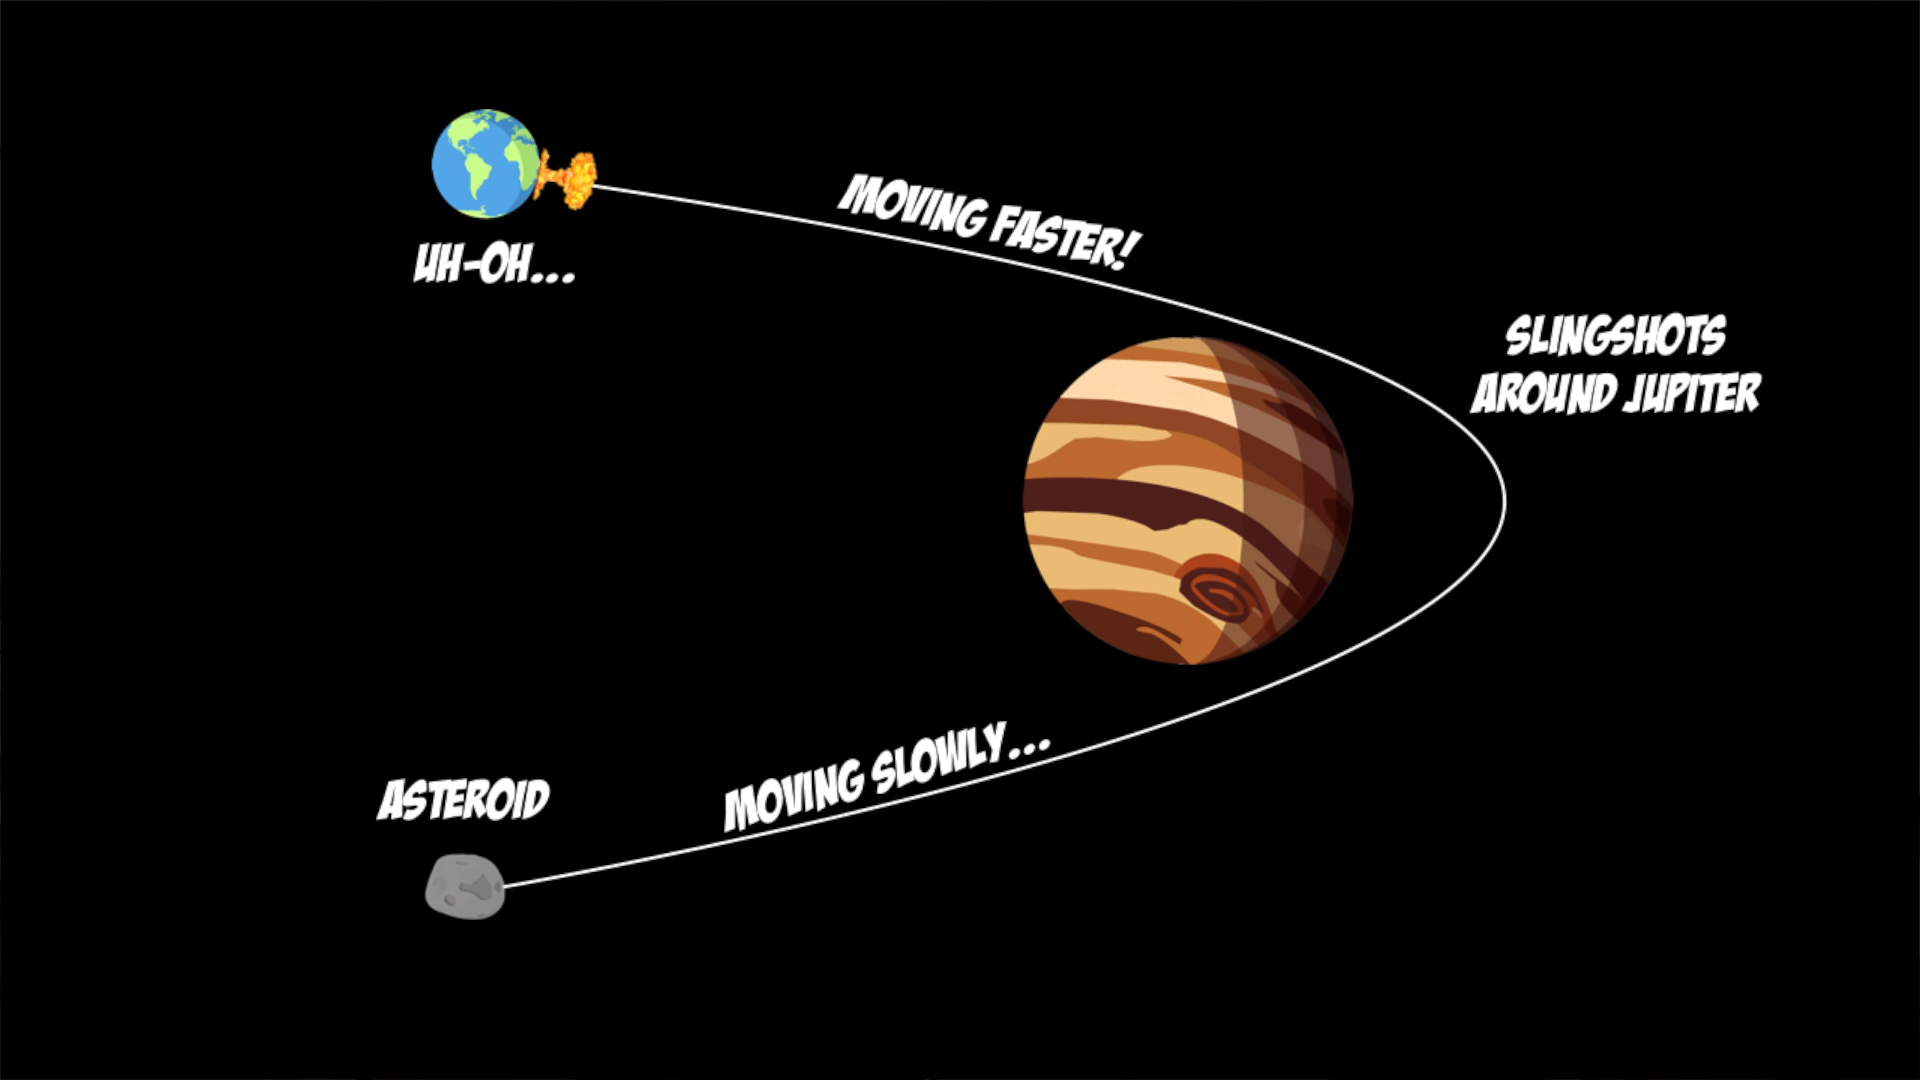 UH-OH...
MOVING FASTER!
SLINGSHOTS
AROUND JUPITER
MOVING SLOWLY...
ASTEROID